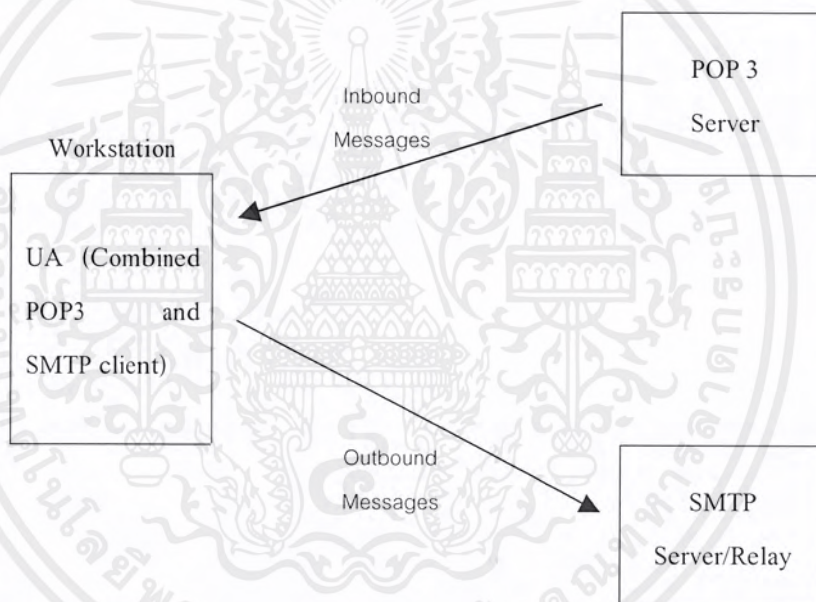 POP 3
Server
Inbound
Messages
Workstation
UA (Combined
POP3 and
SMTP client)
Outbound
Messages
SMTP
Server/Relay